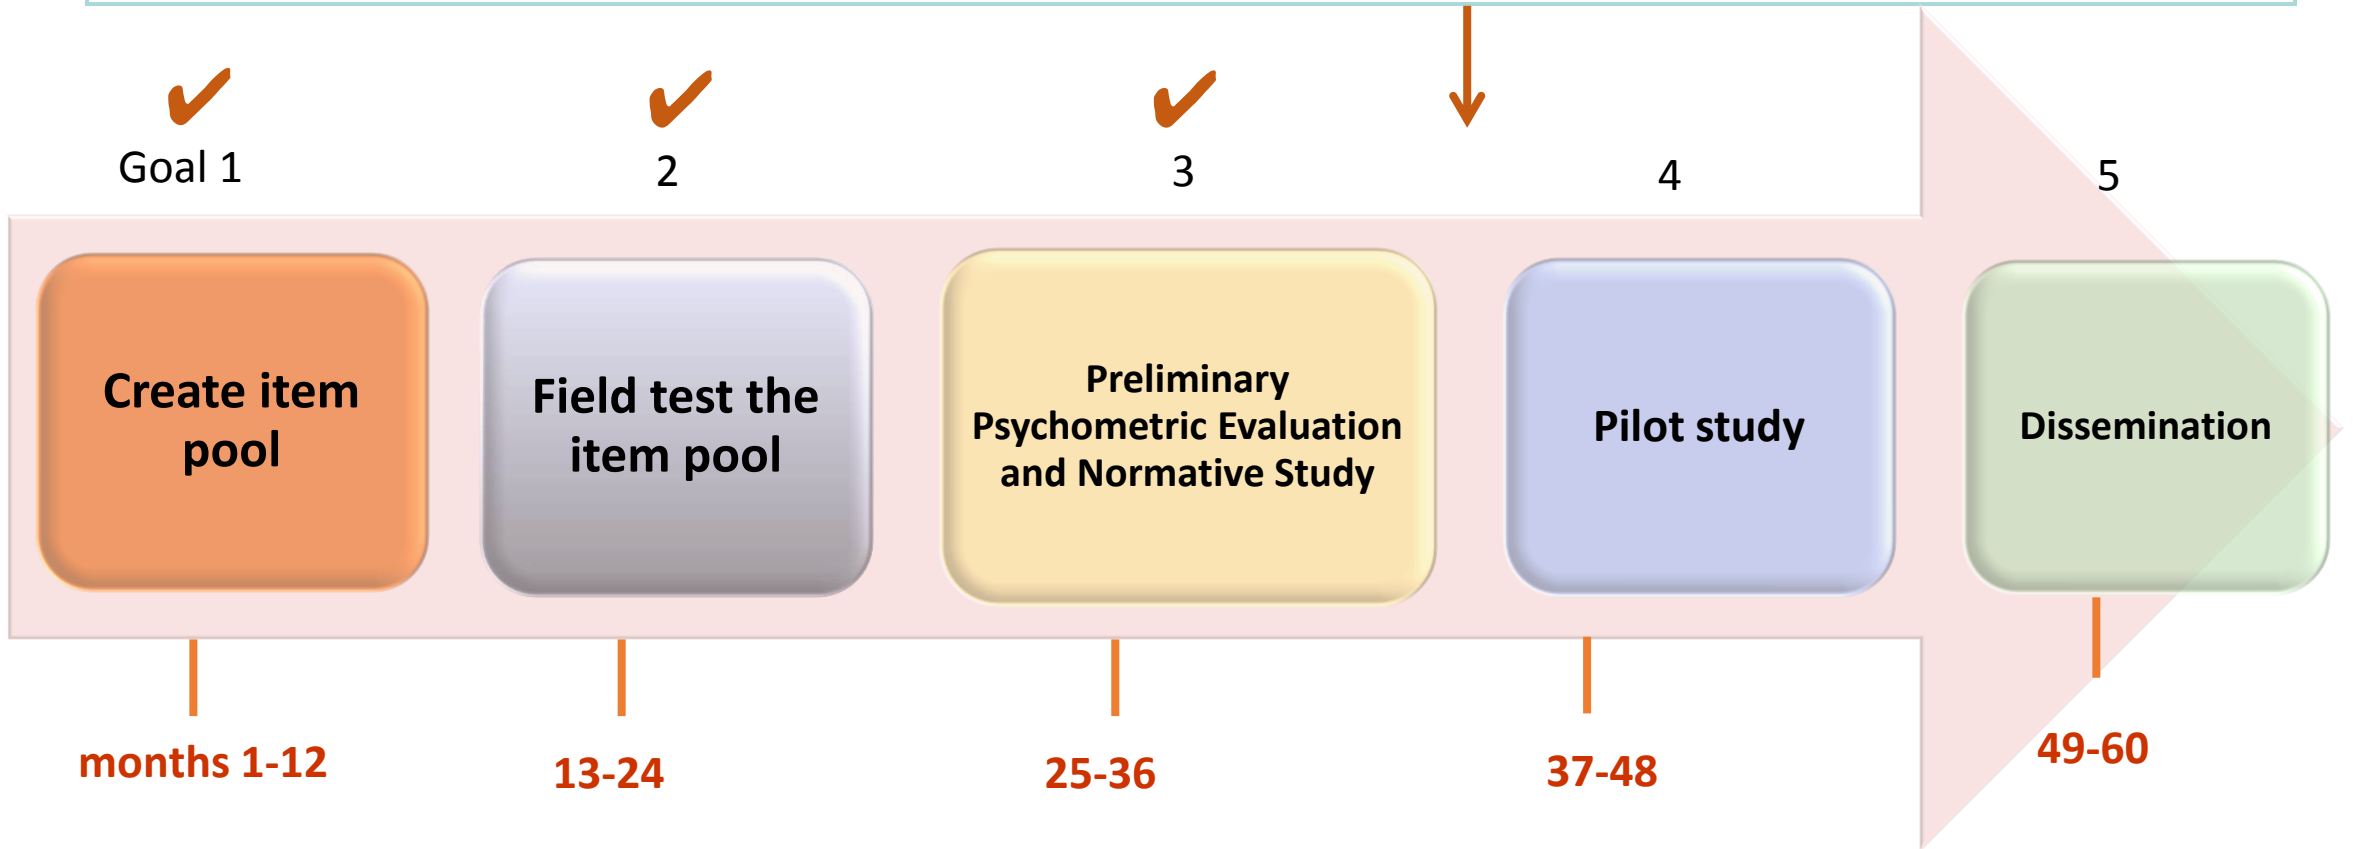 Goal 1
2
3
4
5
Create item
pool
Field test the
item pool
Preliminary
Psychometric Evaluation
and Normative Study
Pilot study
Dissemination
months 1-12
13-24
25-36
37-48
49-60